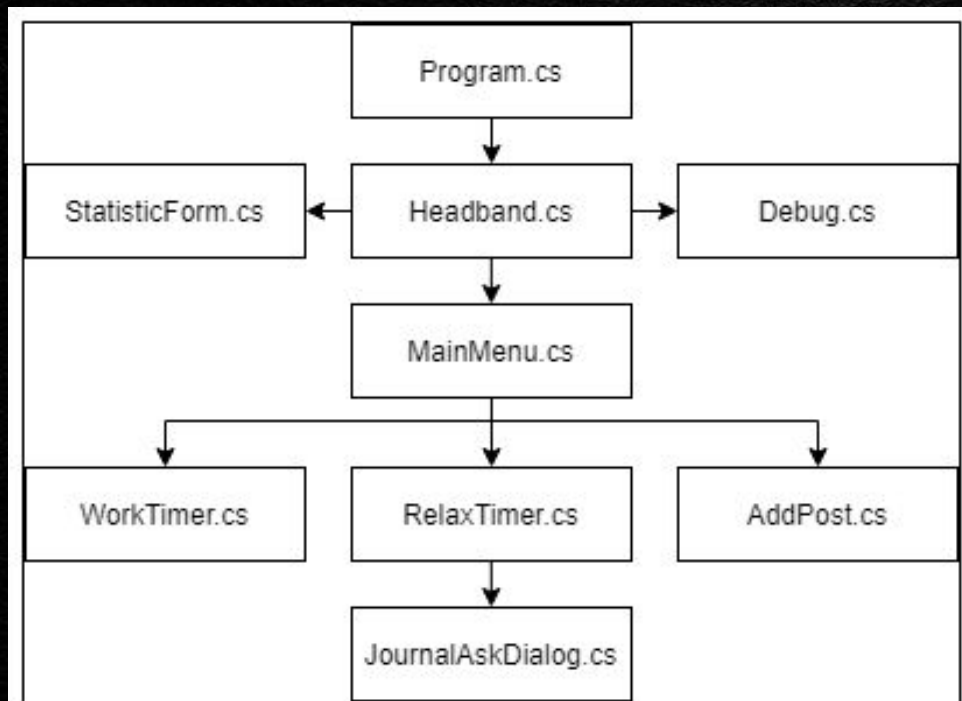 Program.cs
StatisticForm.cs
Headband.cs
Debug.cs
MainMenu.cs
WorkTimer.cs
RelaxTimer.cs
AddPost.cs
JournalAskDialog.cs